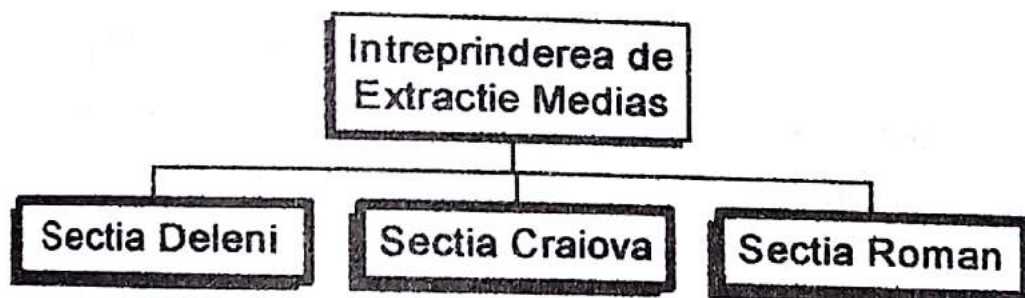 Intreprinderea de
Extractie Medias
Sectia Deleni
Sectia Craiova
Sectia Roman